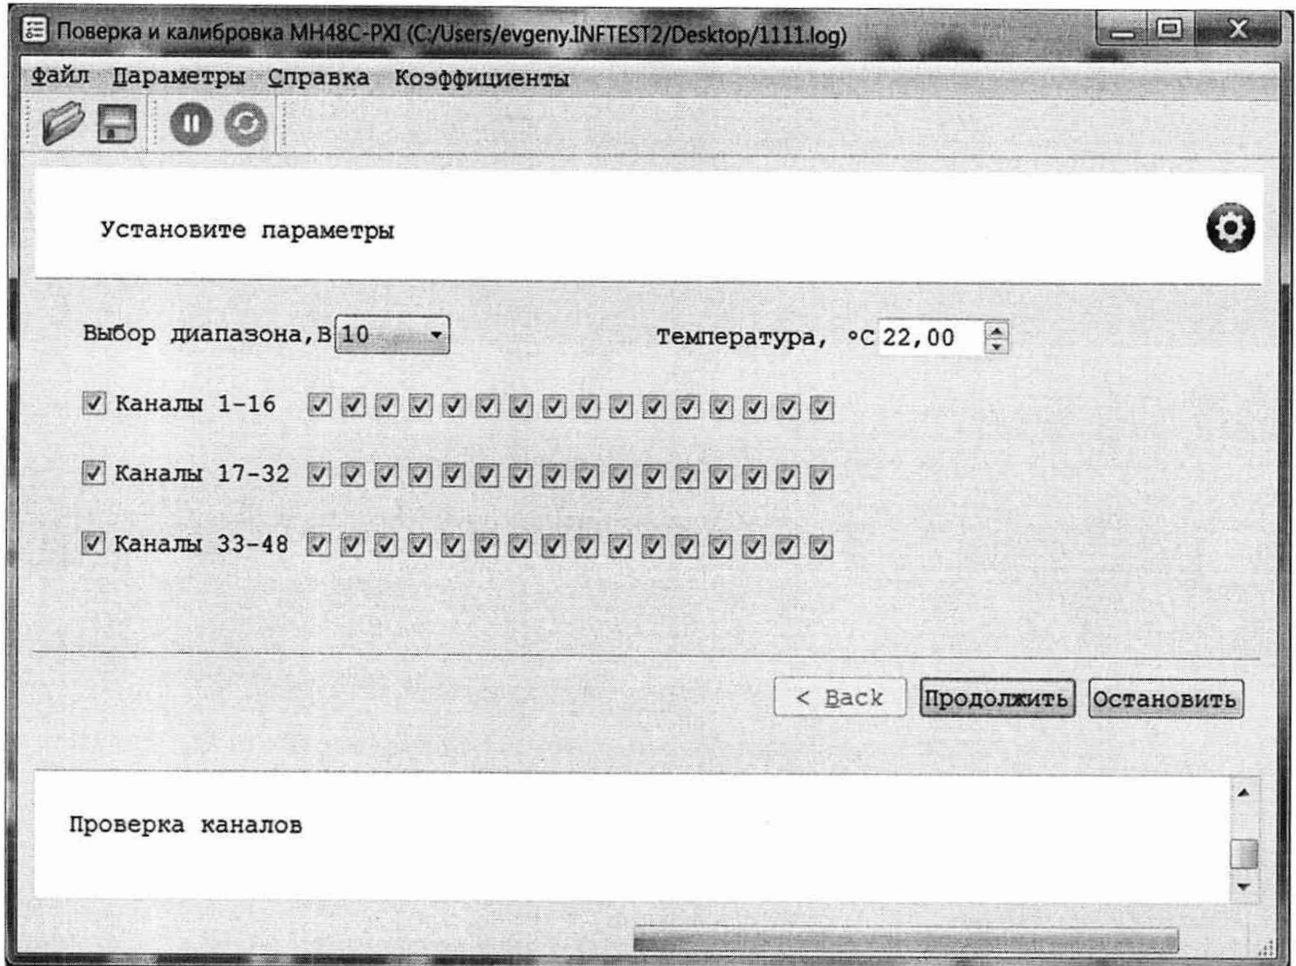 Поверка и калибровка МН48С-PXI (C:/Users/evgeny.INFTEST2/Desktop/1111.log)
Файл Параметры Справка Коэффициенты
Установите параметры
Выбор диапазона,В 10 Температура, °C 22,00
Каналы 1-16
Каналы 17-32
Каналы 33-48
< Back Продолжить Остановить
Проверка каналов